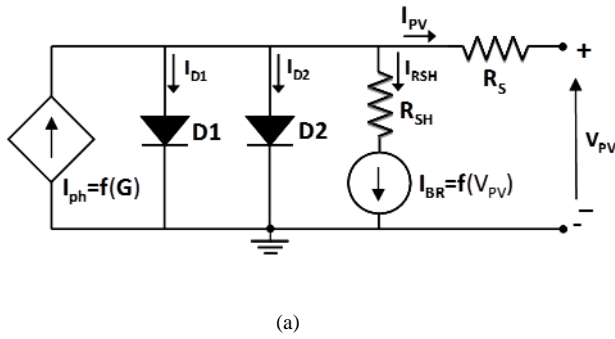 I_PV
I_D1
I_D2
I_RSH
R_S
+
D1
D2
R_SH
V_PV
I_ph=f(G)
I_BR=f(V_PV)
-
−
(a)